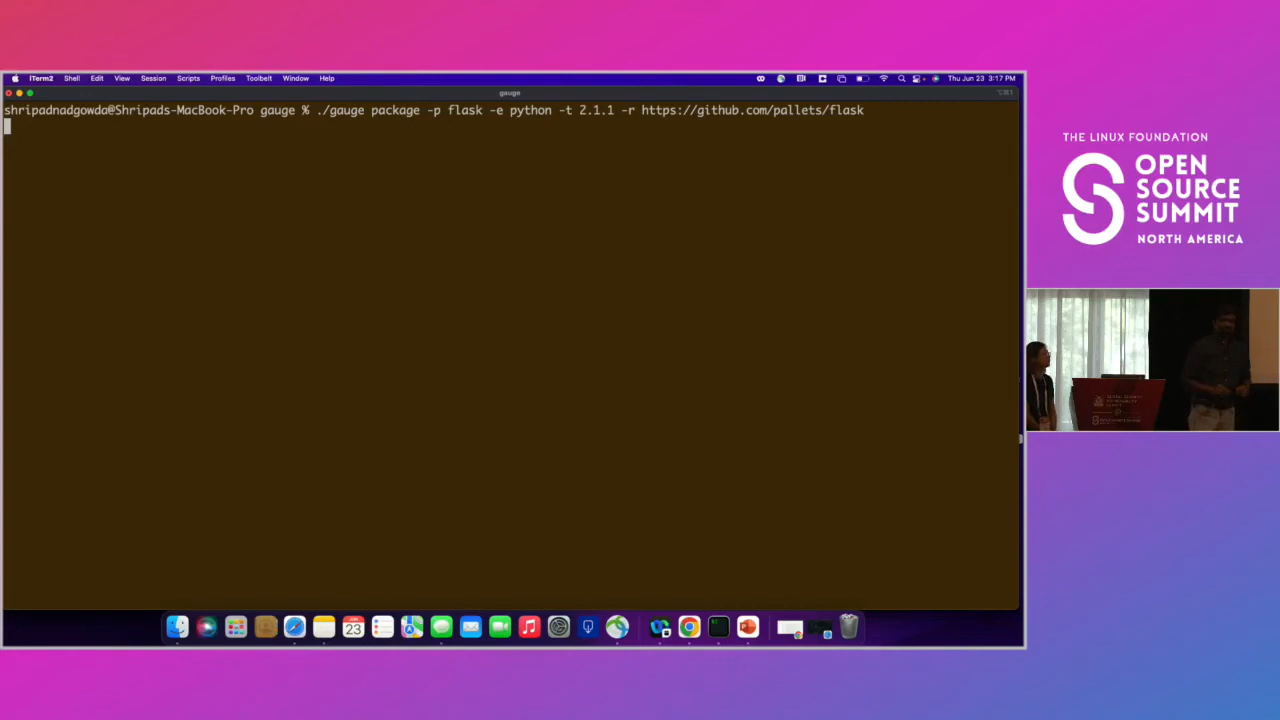 iTerm2 Shell Edit View Session Scripts Profiles Toolbelt Window Help
Thu Jun 23 3:17 PM
gauge
shripadnadgowda@Shripads-MacBook-Pro gauge % ./gauge package -p flask -e python -t 2.1.1 -r https://github.com/pallets/flask
THE LINUX FOUNDATION
OPEN
SOURCE
SUMMIT
NORTH AMERICA
JUN
23